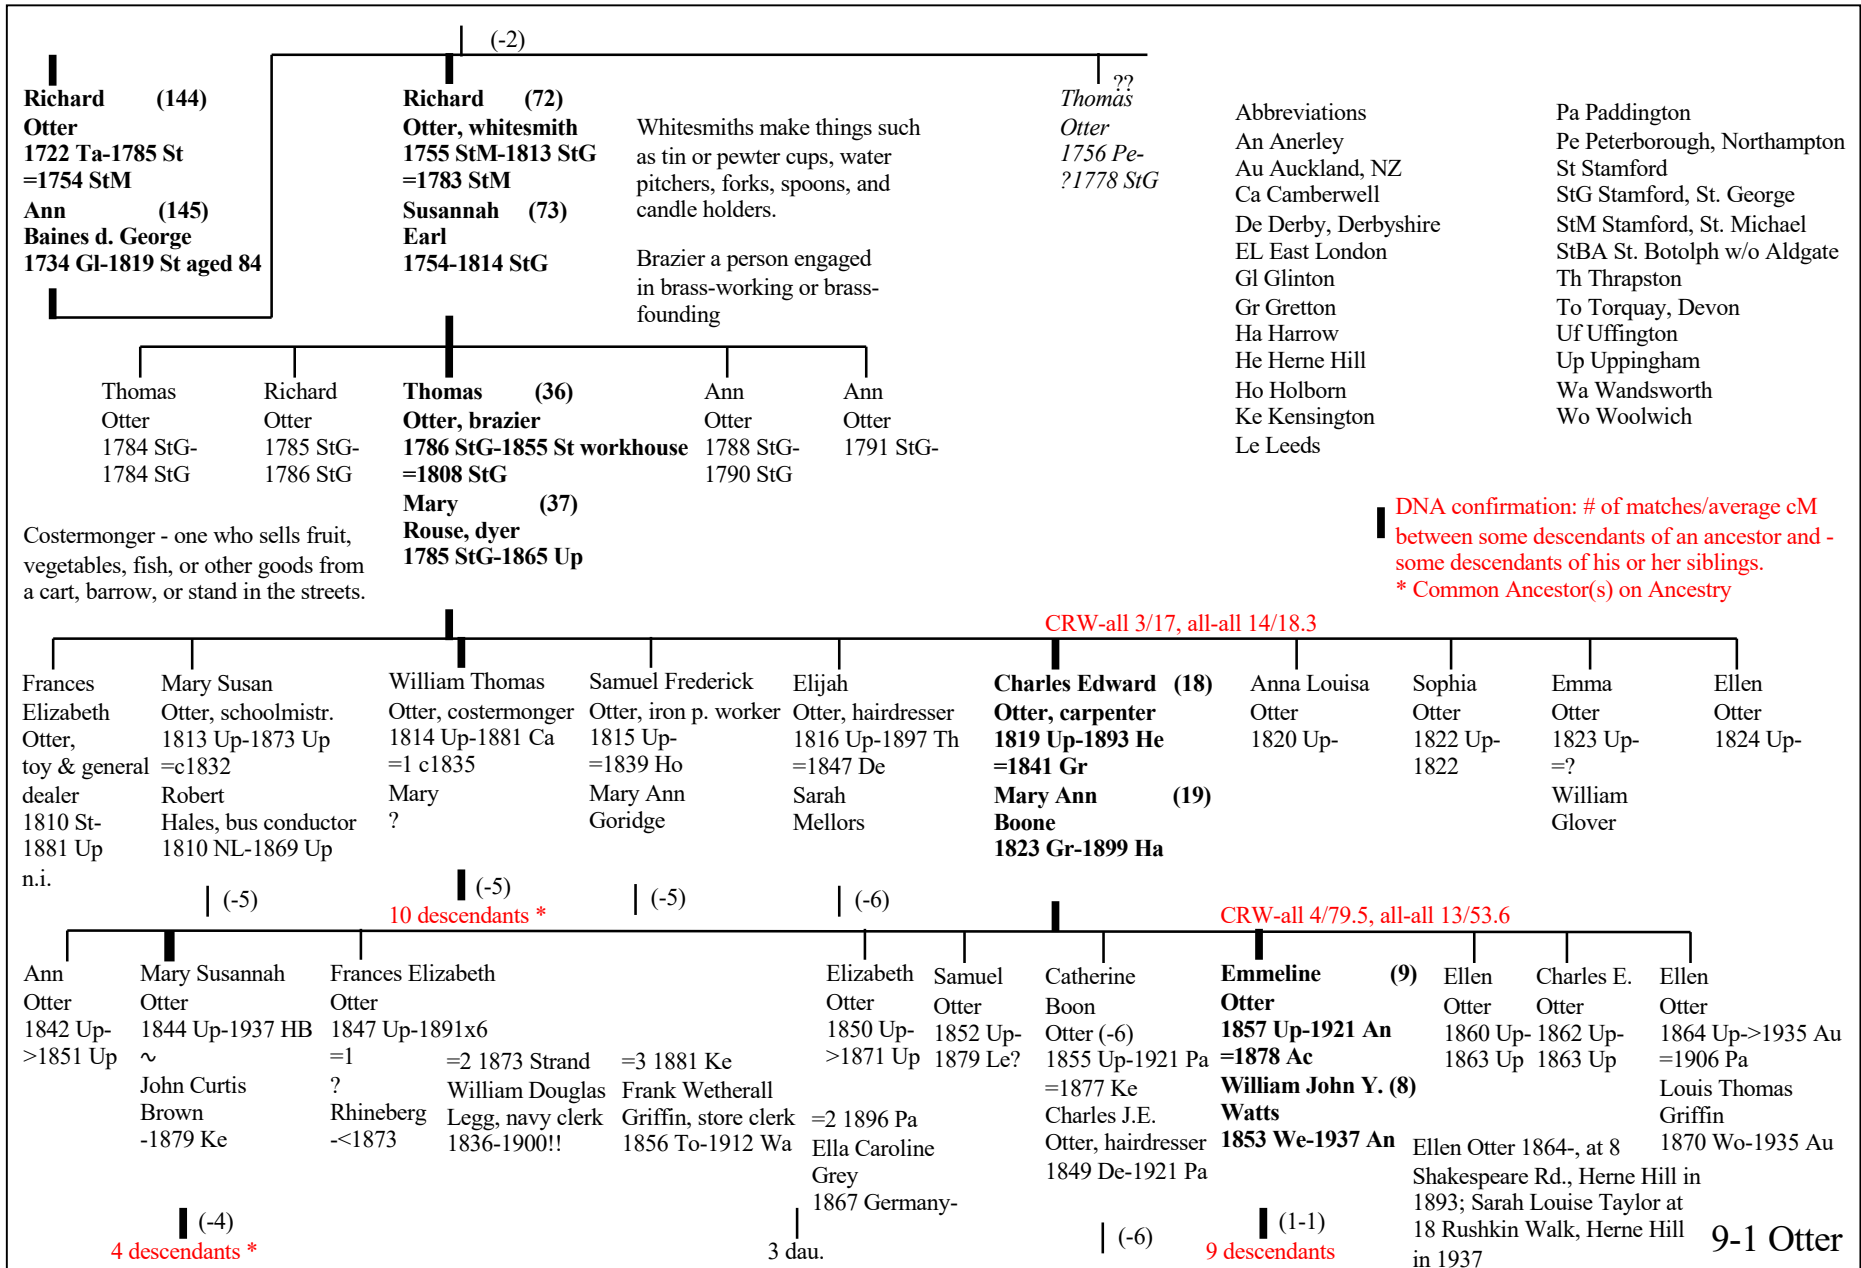 (-2)
Richard (144)
Otter
1722 Ta-1785 St
=1754 StM
Ann (145)
Baines d. George
1734 Gl-1819 St aged 84
Richard (72)
Otter, whitesmith
1755 StM-1813 StG
=1783 StM
Susannah (73)
Earl
1754-1814 StG
Whitesmiths make things such
as tin or pewter cups, water
pitchers, forks, spoons, and
candle holders.
Brazier a person engaged
in brass-working or brass-
founding
??
Thomas
Otter
1756 Pe-
?1778 StG
Abbreviations
An Anerley
Au Auckland, NZ
Ca Camberwell
De Derby, Derbyshire
EL East London
Gl Glinton
Gr Gretton
Ha Harrow
He Herne Hill
Ho Holborn
Ke Kensington
Le Leeds
Pa Paddington
Pe Peterborough, Northampton
St Stamford
StG Stamford, St. George
StM Stamford, St. Michael
StBA St. Botolph w/o Aldgate
Th Thrapston
To Torquay, Devon
Uf Uffington
Up Uppingham
Wa Wandsworth
Wo Woolwich
Thomas
Otter
1784 StG-
1784 StG
Richard
Otter
1785 StG-
1786 StG
Thomas (36)
Otter, brazier
1786 StG-1855 St workhouse
=1808 StG
Mary (37)
Rouse, dyer
1785 StG-1865 Up
Ann
Otter
1788 StG-
1790 StG
Ann
Otter
1791 StG-
Costermonger - one who sells fruit,
vegetables, fish, or other goods from
a cart, barrow, or stand in the streets.
DNA confirmation: # of matches/average cM
between some descendants of an ancestor and -
some descendants of his or her siblings.
* Common Ancestor(s) on Ancestry
CRW-all 3/17, all-all 14/18.3
Frances
Elizabeth
Otter,
toy & general
dealer
1810 St-
1881 Up
n.i.
Mary Susan
Otter, schoolmistr.
1813 Up-1873 Up
=c1832
Robert
Hales, bus conductor
1810 NL-1869 Up
(-5)
William Thomas
Otter, costermonger
1814 Up-1881 Ca
=1 c1835
Mary
?
(-5)
10 descendants *
Samuel Frederick
Otter, iron p. worker
1815 Up-
=1839 Ho
Mary Ann
Goridge
(-5)
Elijah
Otter, hairdresser
1816 Up-1897 Th
=1847 De
Sarah
Mellors
(-6)
Charles Edward (18)
Otter, carpenter
1819 Up-1893 He
=1841 Gr
Mary Ann (19)
Boone
1823 Gr-1899 Ha
Anna Louisa
Otter
1820 Up-
Sophia
Otter
1822 Up-
1822
Emma
Otter
1823 Up-
=?
William
Glover
Ellen
Otter
1824 Up-
CRW-all 4/79.5, all-all 13/53.6
Ann
Otter
1842 Up-
>1851 Up
Mary Susannah
Otter
1844 Up-1937 HB
~
John Curtis
Brown
-1879 Ke
(-4)
4 descendants *
Frances Elizabeth
Otter
1847 Up-1891x6
=1
?
Rhineberg
-<1873
=2 1873 Strand
William Douglas
Legg, navy clerk
1836-1900!!
=3 1881 Ke
Frank Wetherall
Griffin, store clerk
1856 To-1912 Wa
Elizabeth
Otter
1850 Up-
>1871 Up
Samuel
Otter
1852 Up-
1879 Le?
=2 1896 Pa
Ella Caroline
Grey
1867 Germany-
3 dau.
Catherine
Boon
Otter (-6)
1855 Up-1921 Pa
=1877 Ke
Charles J.E.
Otter, hairdresser
1849 De-1921 Pa
(-6)
Emmeline (9)
Otter
1857 Up-1921 An
=1878 Ac
William John Y. (8)
Watts
1853 We-1937 An
(1-1)
9 descendants
Ellen
Otter
1860 Up-
1863 Up
Charles E.
Otter
1862 Up-
1863 Up
Ellen
Otter
1864 Up->1935 Au
=1906 Pa
Louis Thomas
Griffin
1870 Wo-1935 Au
Ellen Otter 1864-, at 8
Shakespeare Rd., Herne Hill in
1893; Sarah Louise Taylor at
18 Rushkin Walk, Herne Hill
in 1937
9-1 Otter